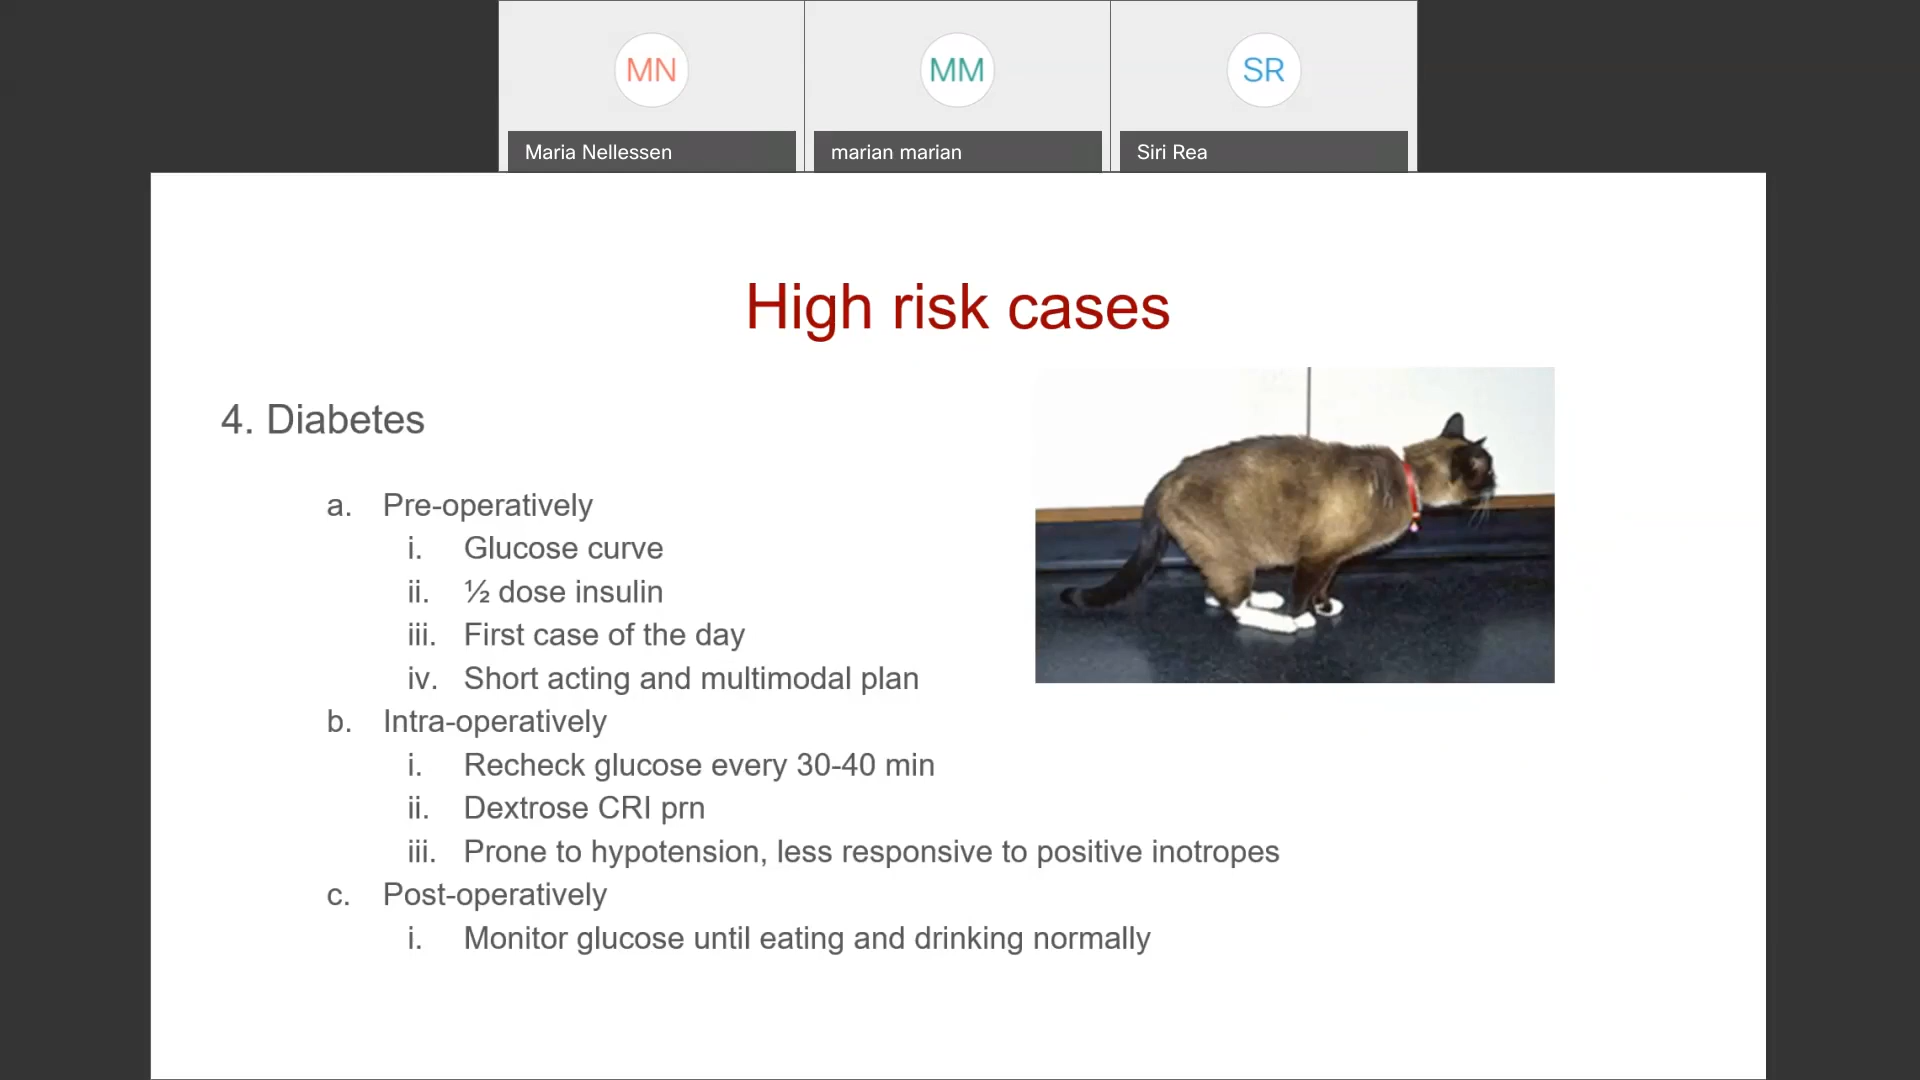 MN
MM
SR
Maria Nellessen
marian marian
Siri Rea
High risk cases
4. Diabetes
a. Pre-operatively
i. Glucose curve
ii. ½ dose insulin
iii. First case of the day
iv. Short acting and multimodal plan
b. Intra-operatively
i. Recheck glucose every 30-40 min
ii. Dextrose CRI prn
iii. Prone to hypotension, less responsive to positive inotropes
c. Post-operatively
i. Monitor glucose until eating and drinking normally